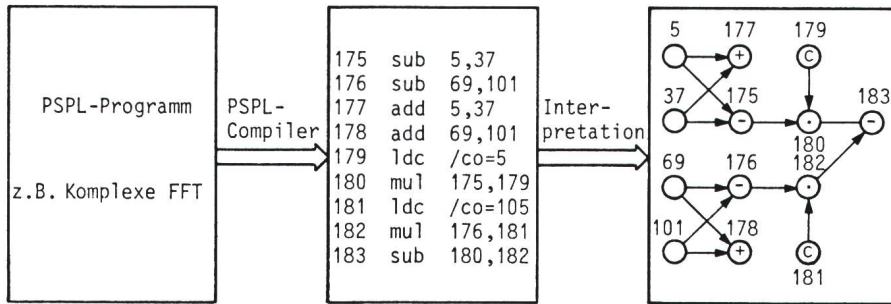 PSPL-Programm
z.B. Komplexe FFT
PSPL-
Compiler
175 sub 5,37
176 sub 69,101
177 add 5,37
178 add 69,101
179 ldc /co=5
180 mul 175,179
181 ldc /co=105
182 mul 176,181
183 sub 180,182
Inter-
pretation
5 177 179
+ C
37 175 183
- · -
180
69 176 182
- ·
101 178
+ C
181